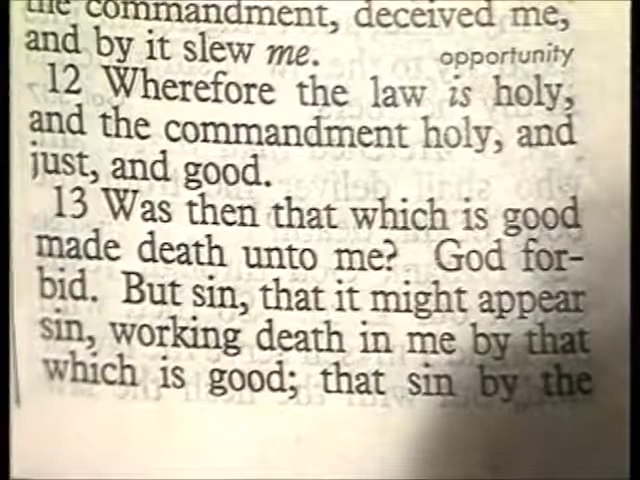 the commandment, deceived me,
and by it slew me.
opportunity
12 Wherefore the law is holy,
and the commandment holy, and
just, and good.
13 Was then that which is good
made death unto me? God for-
bid. But sin, that it might appear
sin, working death in me by that
which is good; that sin by the